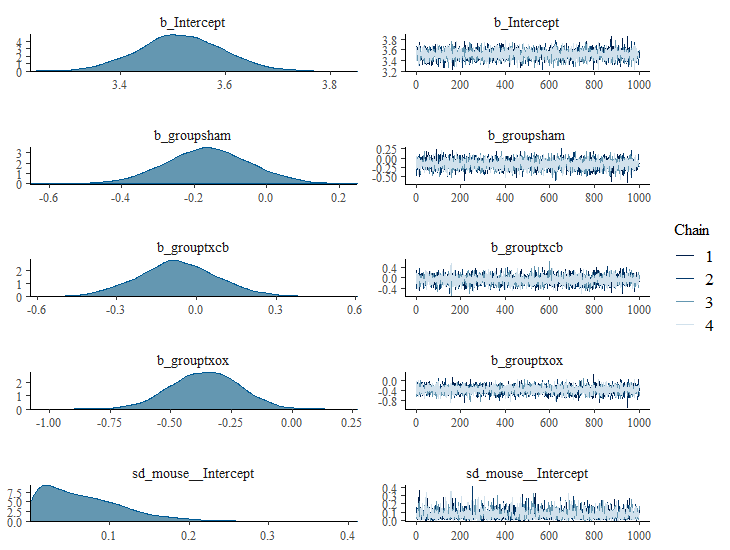 b_Intercept
4
3
2
1
0
3.4 3.6 3.8
b_Intercept
3.8
3.6
3.4
3.2
0 200 400 600 800 1000
b_groupsham
3
2
1
0
-0.6 -0.4 -0.2 0.0 0.2
b_groupsham
0.25
0.00
-0.25
-0.50
0 200 400 600 800 1000
b_grouptxcb
2
1
0
-0.6 -0.3 0.0 0.3 0.6
b_grouptxcb
0.4
0.0
-0.4
0 200 400 600 800 1000
b_grouptxox
2
1
0
-1.00 -0.75 -0.50 -0.25 0.00 0.25
b_grouptxox
0.0
-0.4
-0.8
0 200 400 600 800 1000
sd_mouse__Intercept
7.5
5.0
2.5
0.0
0.1 0.2 0.3 0.4
sd_mouse__Intercept
0.4
0.3
0.2
0.1
0.0
0 200 400 600 800 1000
Chain
1
2
3
4